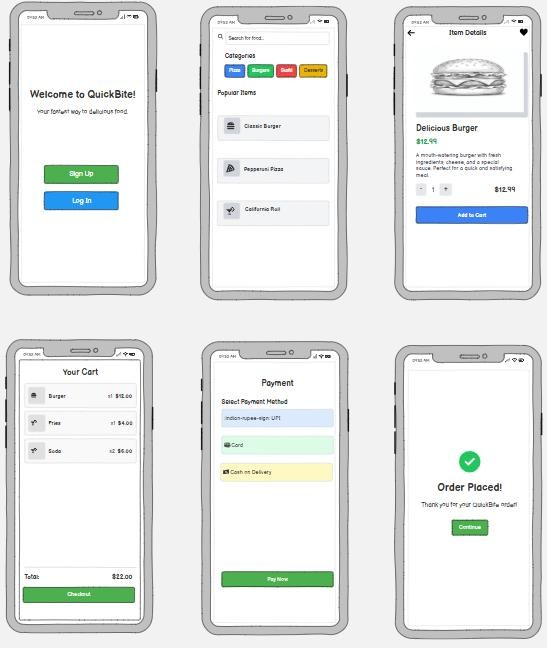 09:52 AM
Welcome to QuickBite!
Your fastest way to delicious food.
Sign Up
Log In
09:52 AM
Search for food...
Categories
Pizza Burgers Sushi Desserts
Popular Items
Classic Burger
Pepperoni Pizza
California Roll
09:52 AM
Item Details
Delicious Burger
$12.99
A mouth-watering burger with fresh
ingredients, cheese, and a special
sauce. Perfect for a quick and satisfying
meal.
- 1 + $12.99
Add to Cart
09:52 AM
Your Cart
Burger x1 $12.00
Fries x1 $4.00
Soda x2 $6.00
Total: $22.00
Checkout
09:52 AM
Payment
Select Payment Method
indian-rupee-sign: UPI
Card
Cash on Delivery
Pay Now
09:52 AM
Order Placed!
Thank you for your QuickBite order!
Continue